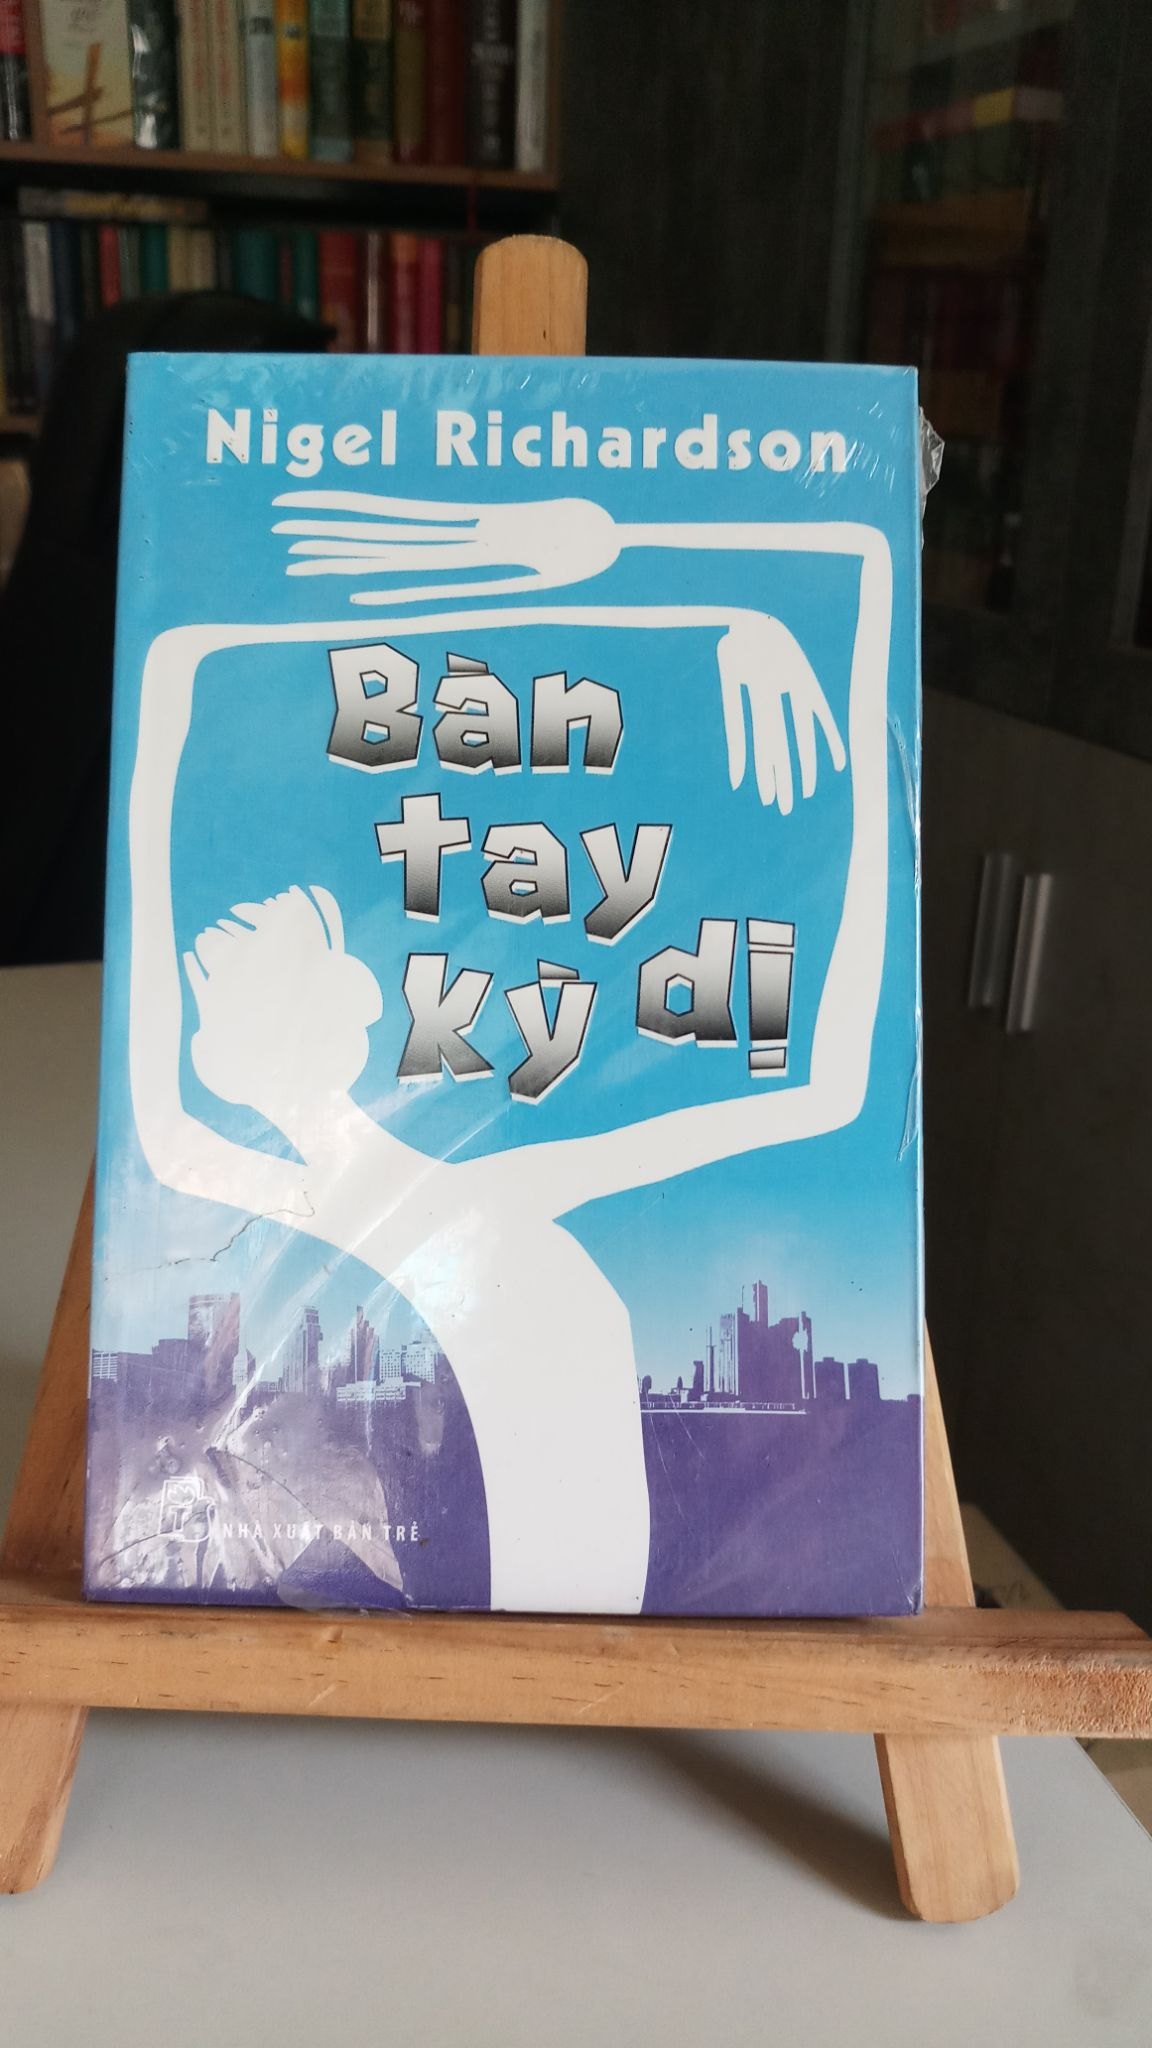 Nigel Richardson
Bàn
tay
kỳ dị
NHÀ XUẤT BẢN TRẺ